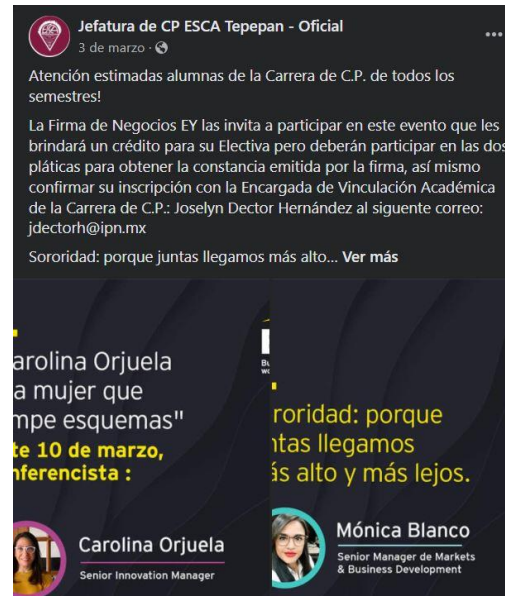 Jefatura de CP ESCA Tepepan - Oficial
3 de marzo ·
Atención estimadas alumnas de la Carrera de C.P. de todos los
semestres!
La Firma de Negocios EY las invita a participar en este evento que les
brindará un crédito para su Electiva pero deberán participar en las dos
pláticas para obtener la constancia emitida por la firma, así mismo
confirmar su inscripción con la Encargada de Vinculación Académica
de la Carrera de C.P.: Joselyn Dector Hernández al siguente correo:
jdectorh@ipn.mx
Sororidad: porque juntas llegamos más alto... Ver más
arolina Orjuela
a mujer que
mpe esquemas"
te 10 de marzo,
nferencista :
Carolina Orjuela
Senior Innovation Manager
roridad: porque
ntas llegamos
ás alto y más lejos.
Mónica Blanco
Senior Manager de Markets
& Business Development